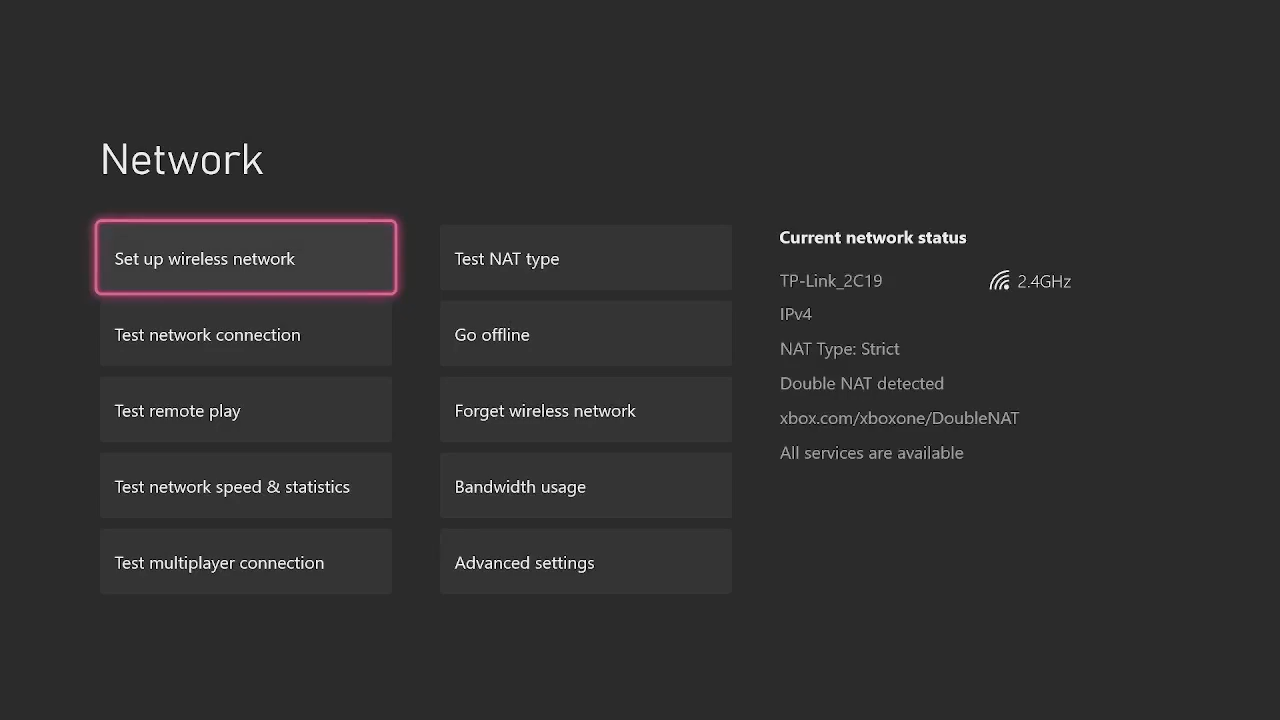 Network
Set up wireless network
Test network connection
Test remote play
Test network speed & statistics
Test multiplayer connection
Test NAT type
Go offline
Forget wireless network
Bandwidth usage
Advanced settings
Current network status
TP-Link_2C19 2.4GHz
IPv4
NAT Type: Strict
Double NAT detected
xbox.com/xboxone/DoubleNAT
All services are available